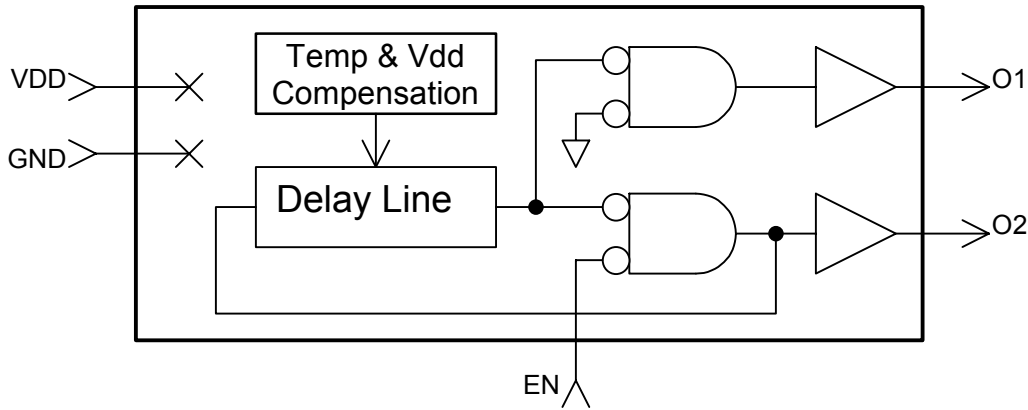 Temp & Vdd
Compensation
VDD
O1
GND
Delay Line
O2
EN